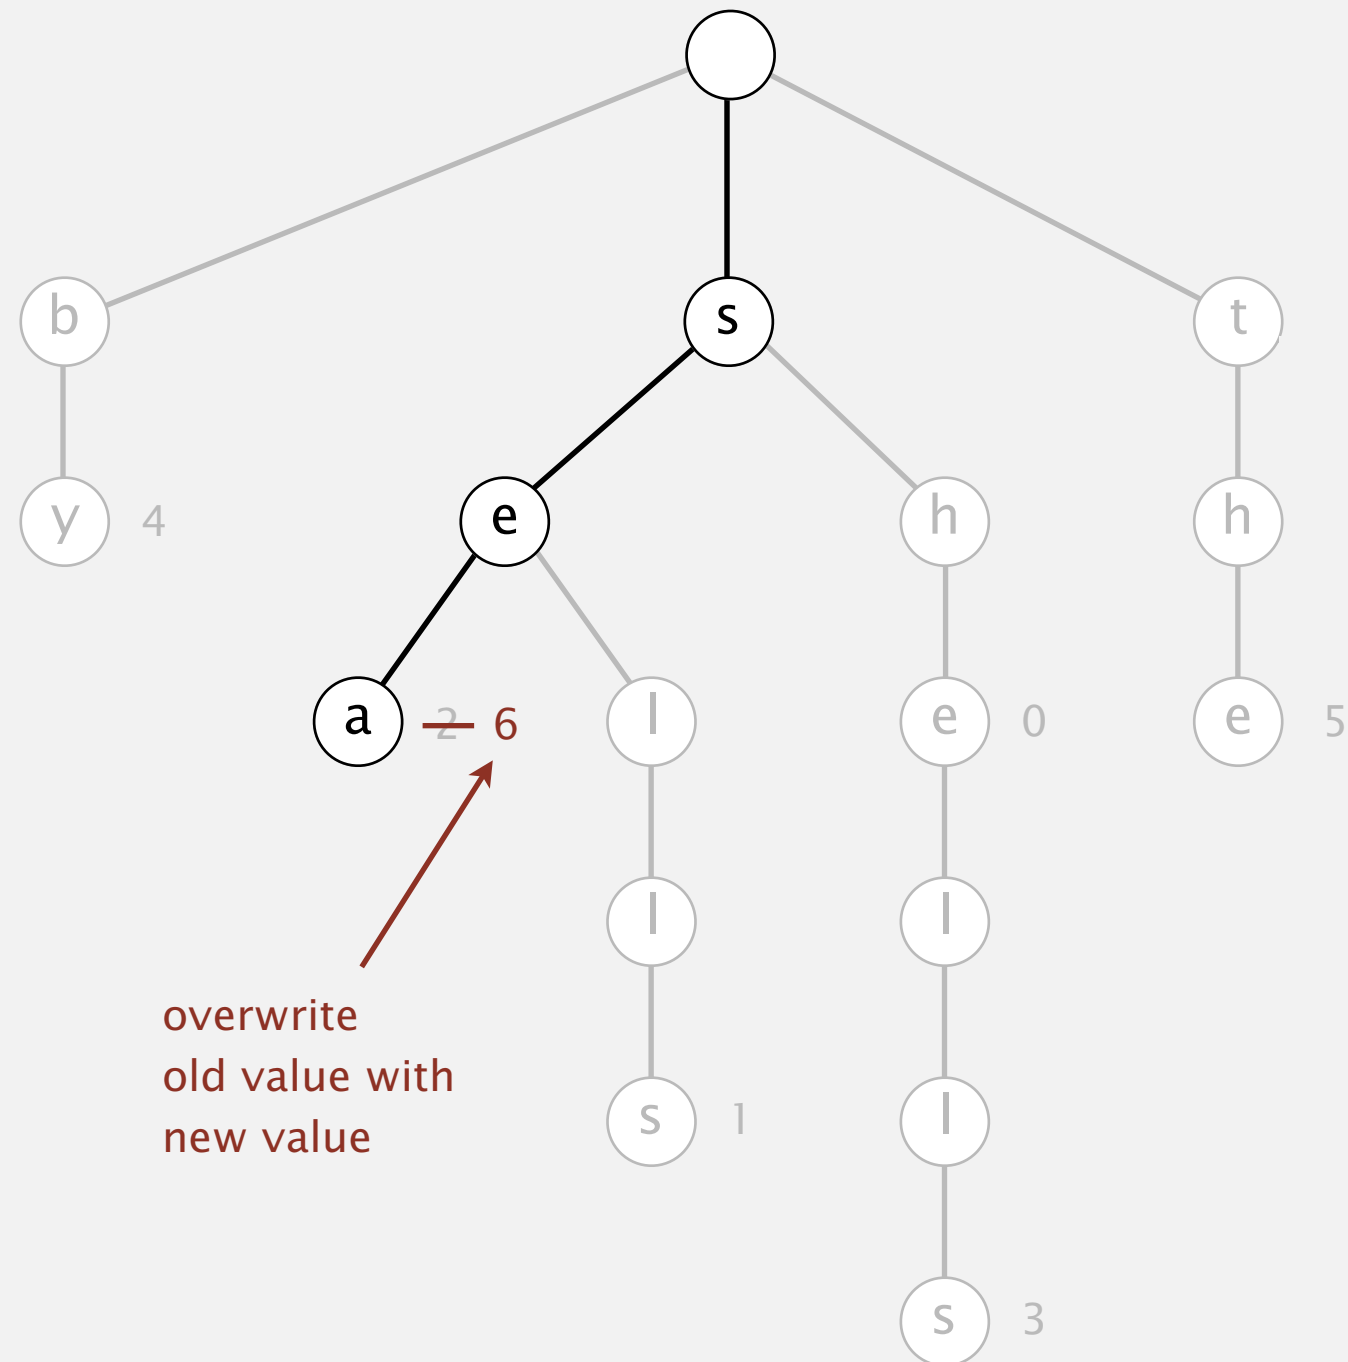 b s t
y 4 e h h
a 2 6 l e 0 e 5
l l
overwrite
old value with
new value
s 1 l
s 3